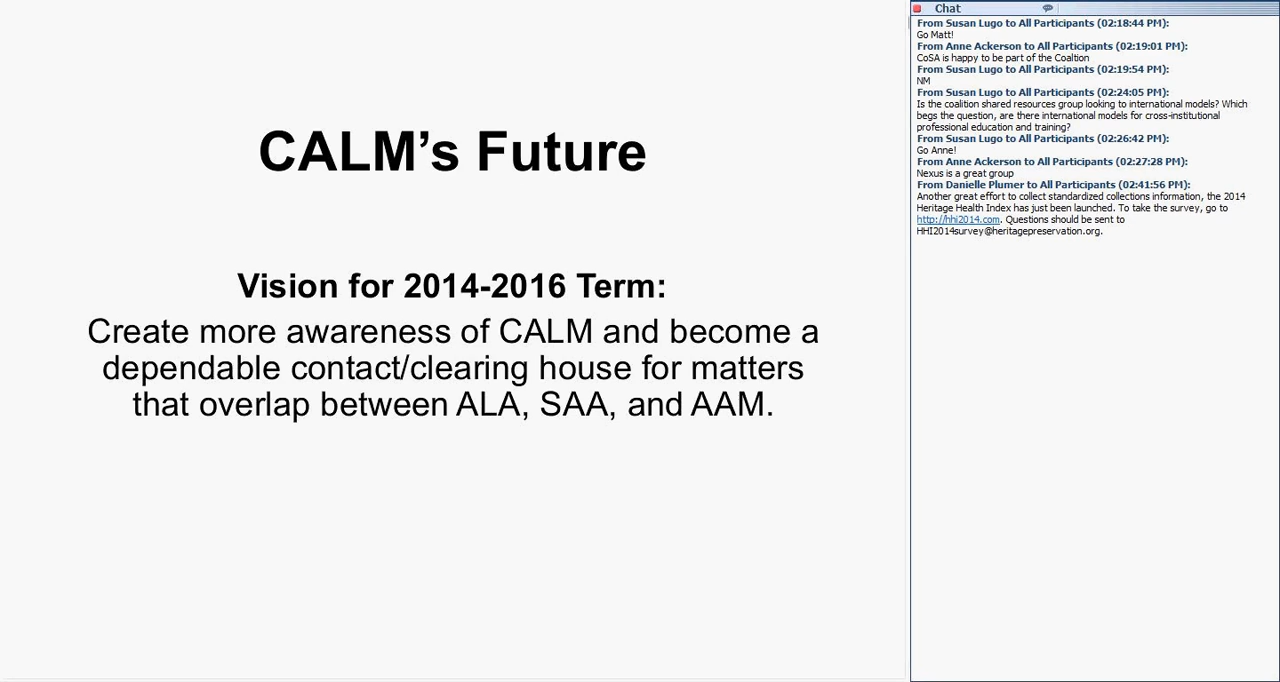 CALM’s Future
Vision for 2014-2016 Term:
Create more awareness of CALM and become a
dependable contact/clearing house for matters
that overlap between ALA, SAA, and AAM.
Chat
From Susan Lugo to All Participants (02:18:44 PM):
Go Matt!
From Anne Ackerson to All Participants (02:19:01 PM):
CoSA is happy to be part of the Coaltion
From Susan Lugo to All Participants (02:19:54 PM):
NM
From Susan Lugo to All Participants (02:24:05 PM):
Is the coalition shared resources group looking to international models? Which
begs the question, are there international models for cross-institutional
professional education and training?
From Susan Lugo to All Participants (02:26:42 PM):
Go Anne!
From Anne Ackerson to All Participants (02:27:28 PM):
Nexus is a great group
From Danielle Plumer to All Participants (02:41:56 PM):
Another great effort to collect standardized collections information, the 2014
Heritage Health Index has just been launched. To take the survey, go to
http://hhi2014.com. Questions should be sent to
HHI2014survey@heritagepreservation.org.